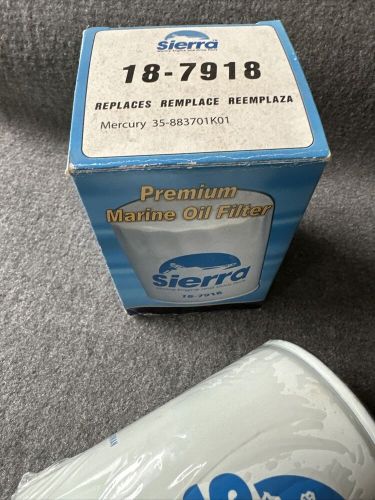 Sierra
18-7918
REPLACES REMPLACE REEMPLAZA
Mercury 35-883701K01
Premium
Marine Oil Filter
Sierra
18-7918